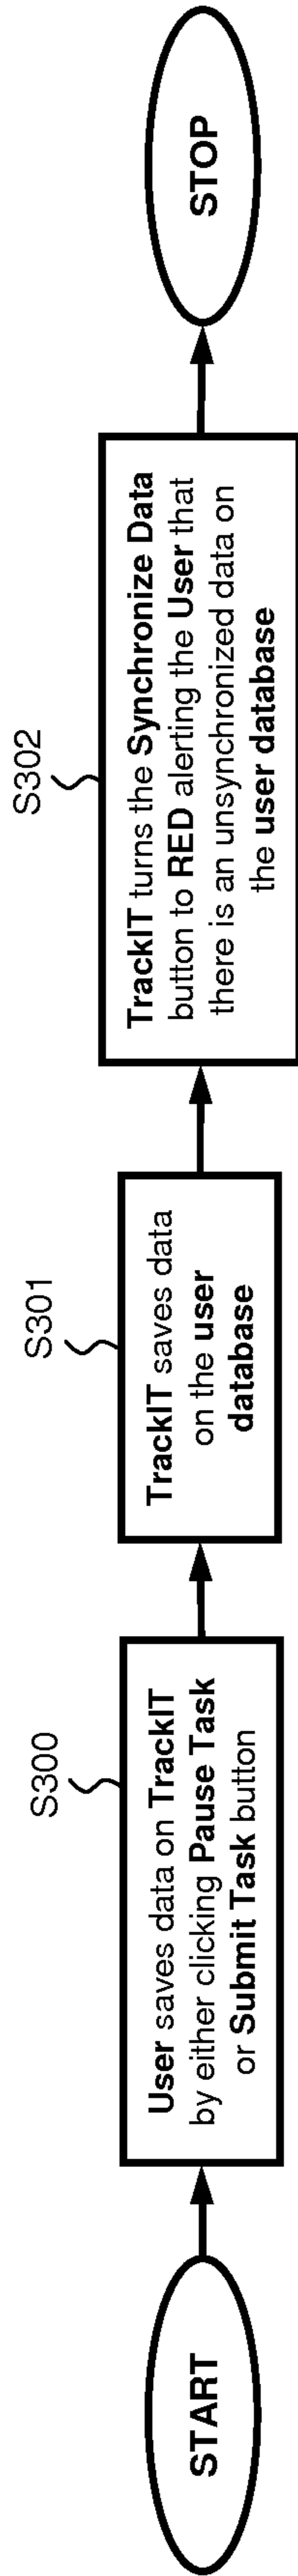 START
S300
User saves data on TrackIT
by either clicking Pause Task
or Submit Task button
S301
TrackIT saves data
on the user
database
S302
TrackIT turns the Synchronize Data
button to RED alerting the User that
there is an unsynchronized data on
the user database
STOP